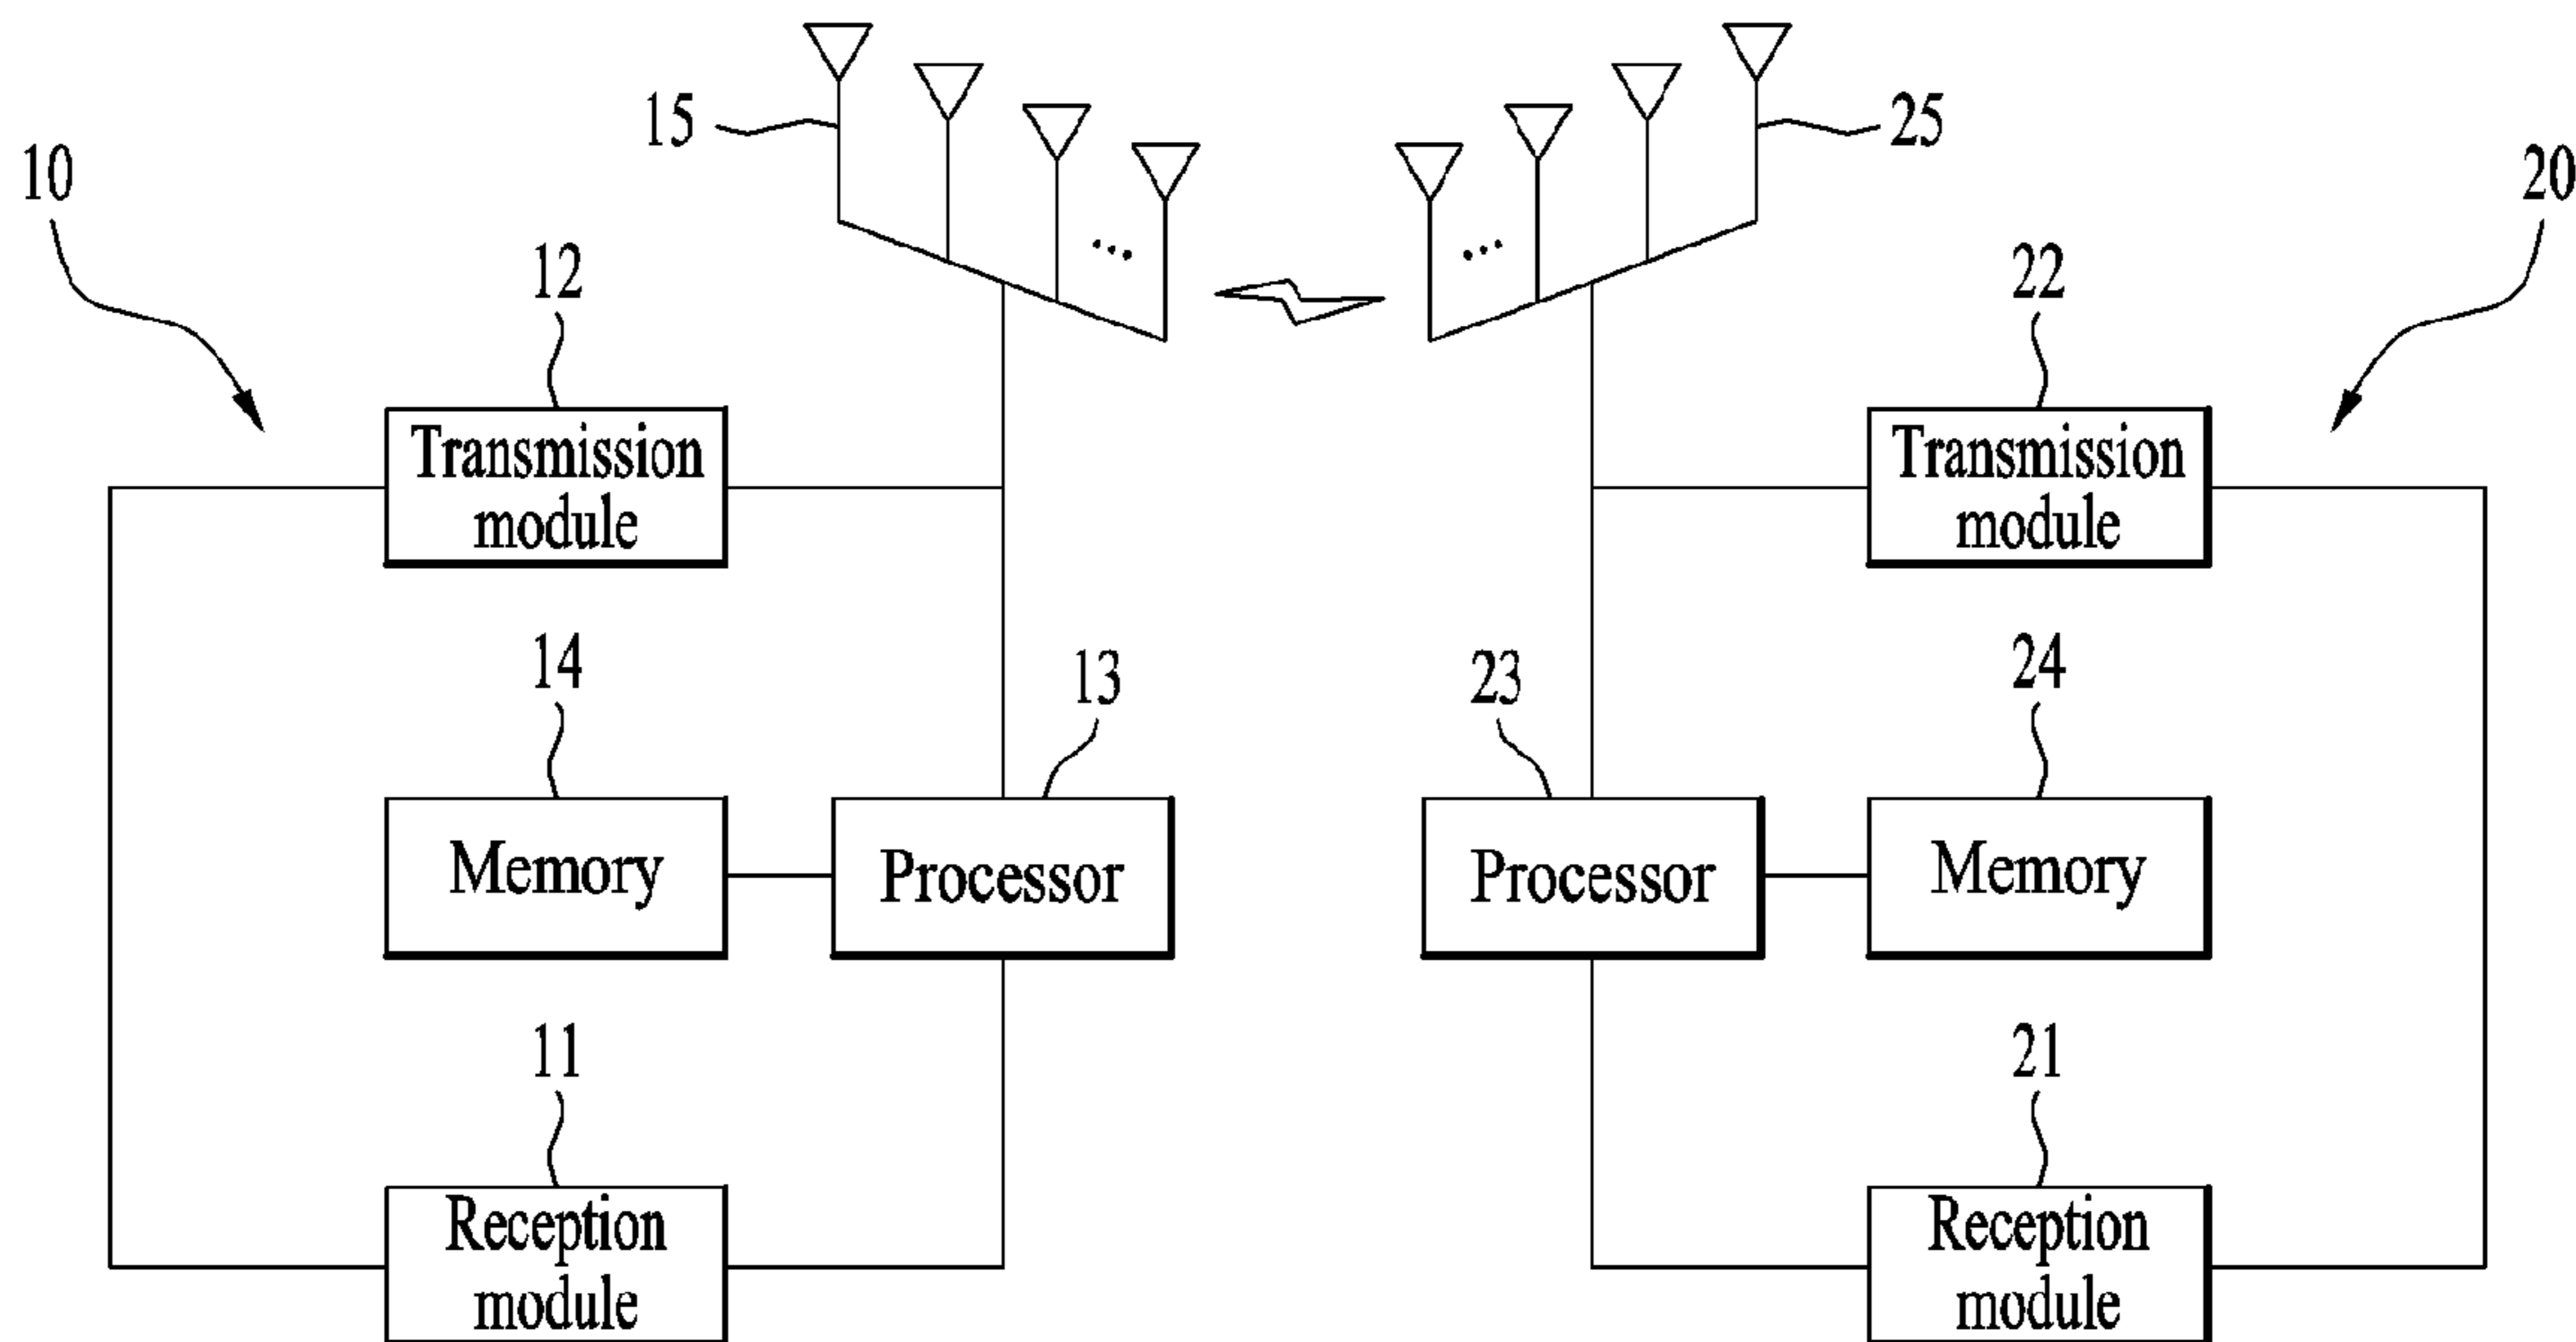 15
25
10
20
12
22
Transmission
module
Transmission
module
14
13
23
24
Memory
Processor
Processor
Memory
11
21
Reception
module
Reception
module